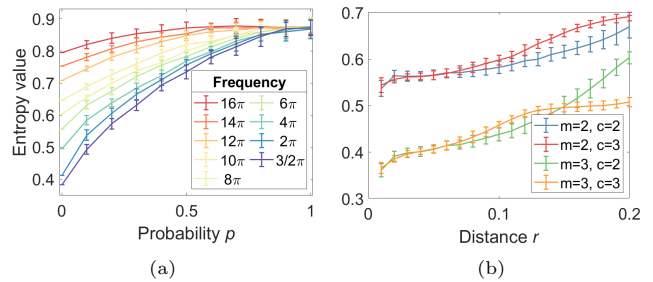 0.9
0.8
0.7
0.6
0.5
0.4
Entropy value
0
0.5
1
Probability p
Frequency
16π 6π
14π 4π
12π 2π
10π 3/2π
8π
(a)
0.7
0.6
0.5
0.4
0.3
0
0.1
0.2
Distance r
m=2, c=2
m=2, c=3
m=3, c=2
m=3, c=3
(b)